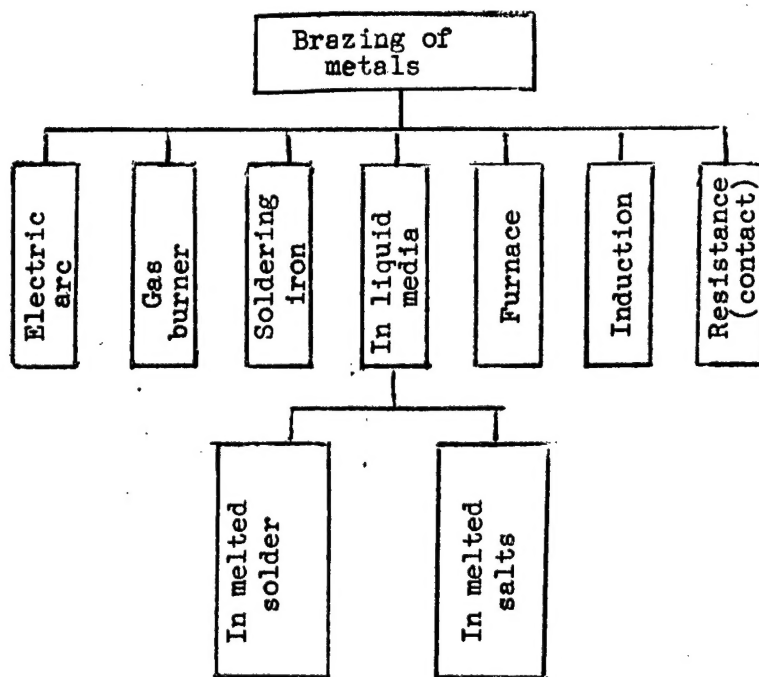 Brazing of
metals
Electric
arc
Gas
burner
Soldering
iron
In liquid
media
Furnace
Induction
Resistance
(contact)
In melted
solder
In melted
salts